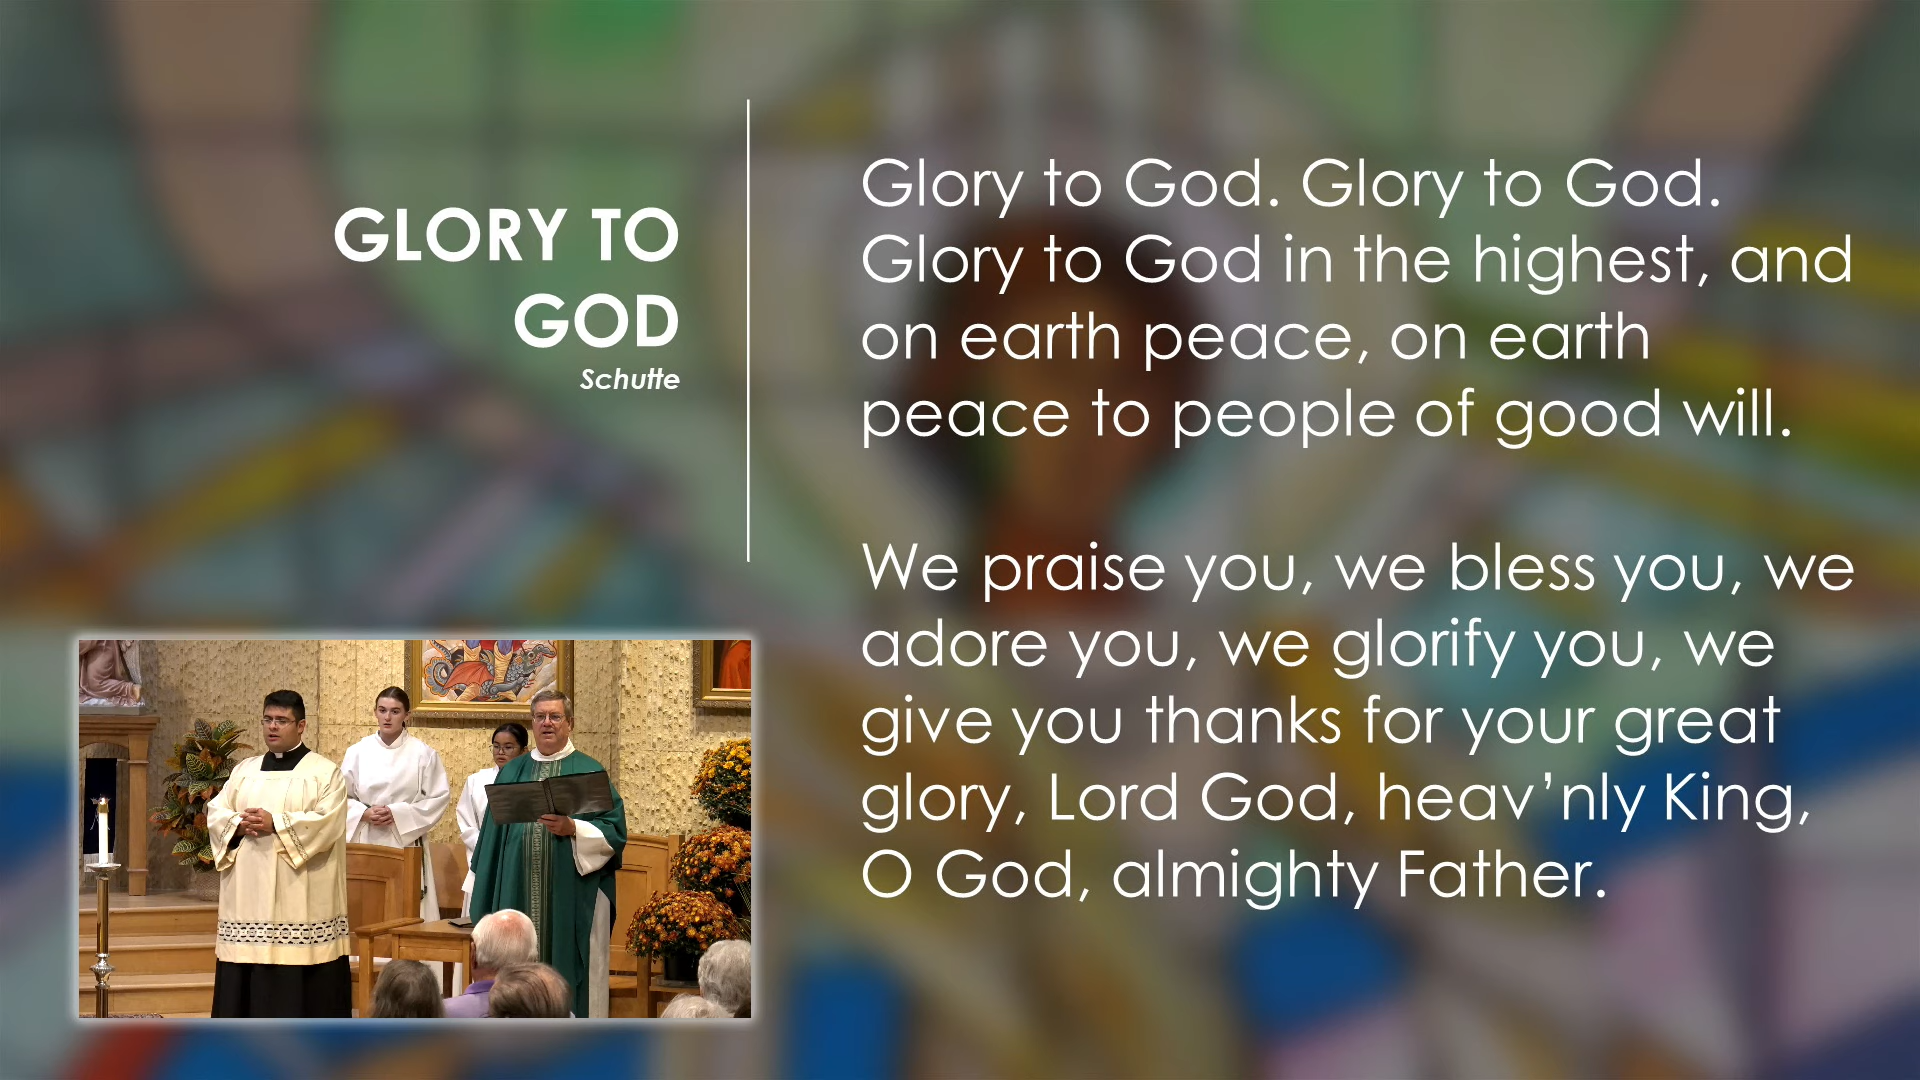 GLORY TO
GOD
Schutte
Glory to God. Glory to God.
Glory to God in the highest, and
on earth peace, on earth
peace to people of good will.
We praise you, we bless you, we
adore you, we glorify you, we
give you thanks for your great
glory, Lord God, heav’nly King,
O God, almighty Father.